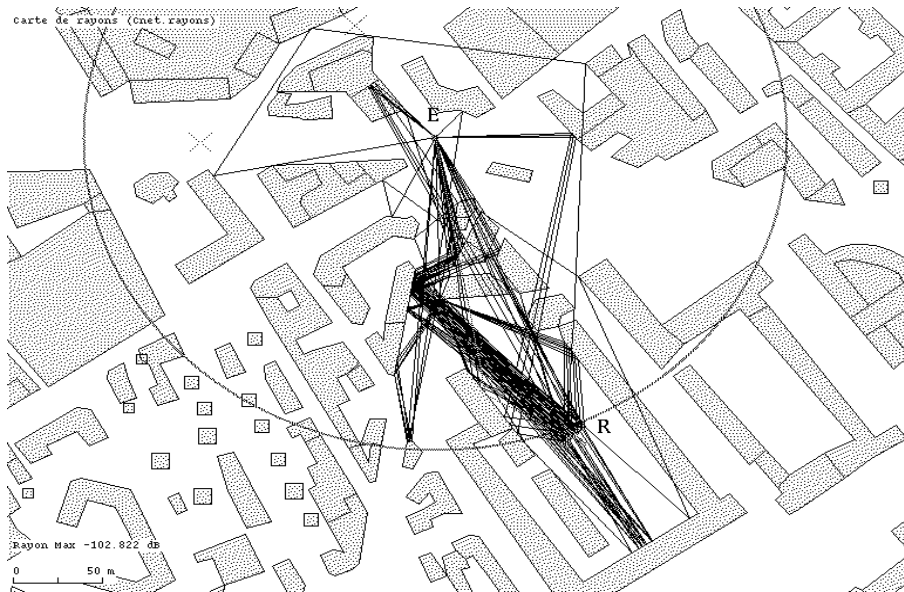 Carte de rayons (Cnet.rayons)
E
R
Rayon Max -102.822 dB
0 50 m